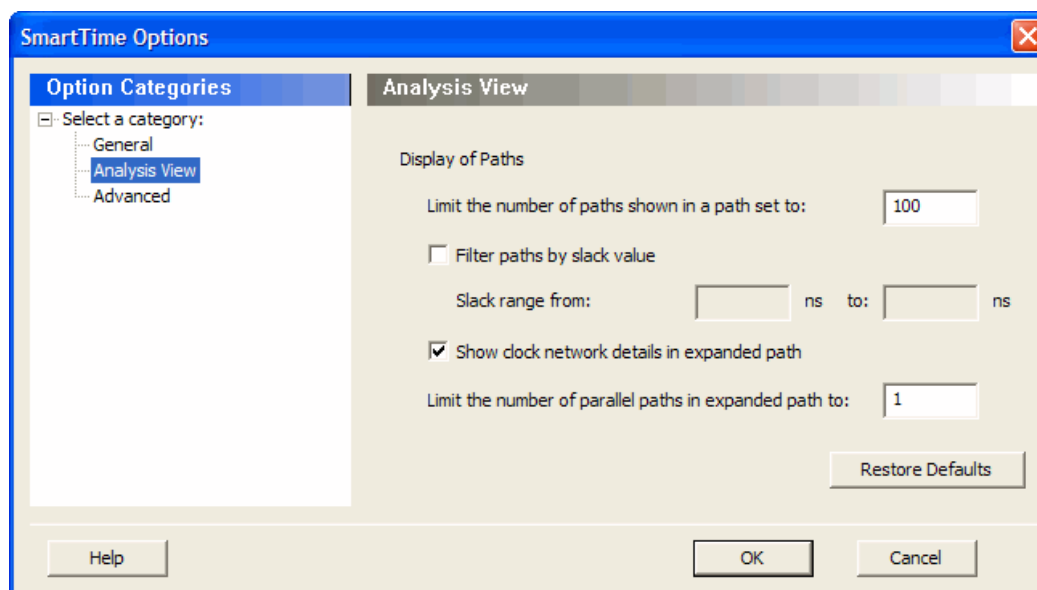 SmartTime Options
Option Categories
Select a category:
General
Analysis View
Advanced
Analysis View
Display of Paths
Limit the number of paths shown in a path set to: 100
Filter paths by slack value
Slack range from: ns to: ns
Show clock network details in expanded path
Limit the number of parallel paths in expanded path to: 1
Restore Defaults
Help OK Cancel